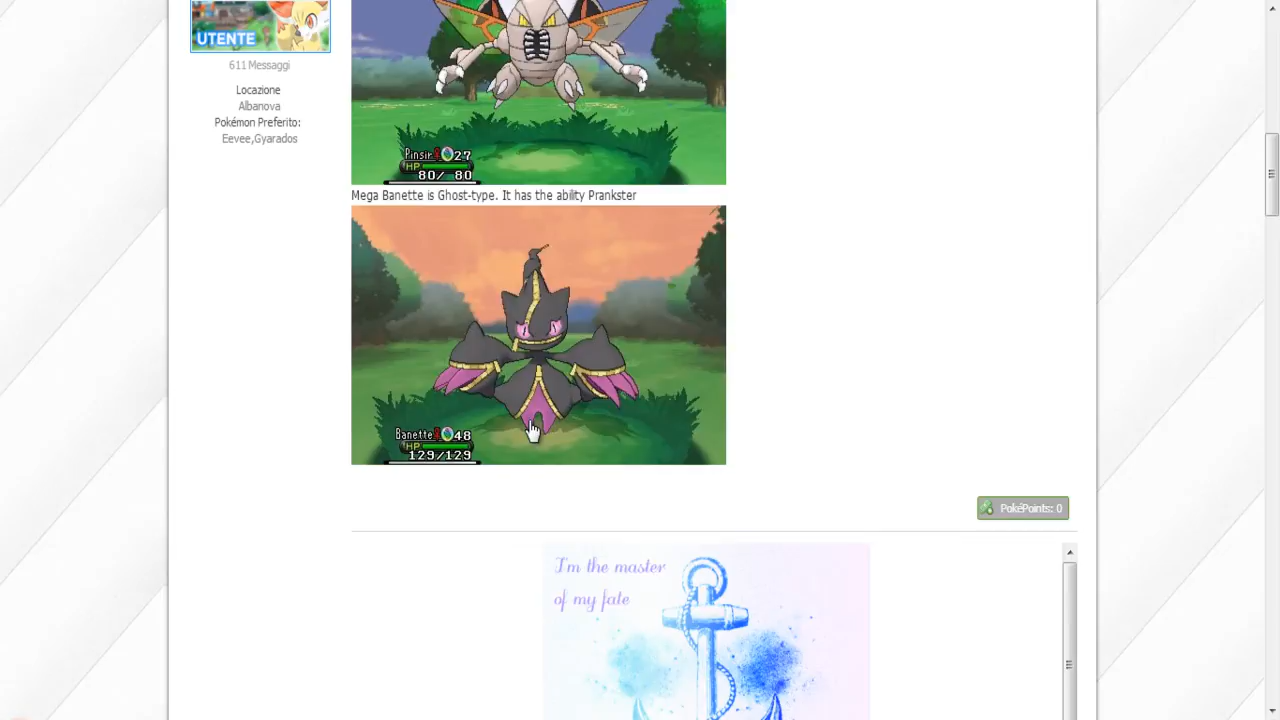 UTENTE
611 Messaggi
Locazione
Albanova
Pokémon Preferito:
Eevee,Gyarados
Pinsir 27
HP
80/ 80
Mega Banette is Ghost-type. It has the ability Prankster
Banette 48
HP
129/129
PokéPoints: 0
I'm the master
of my fate